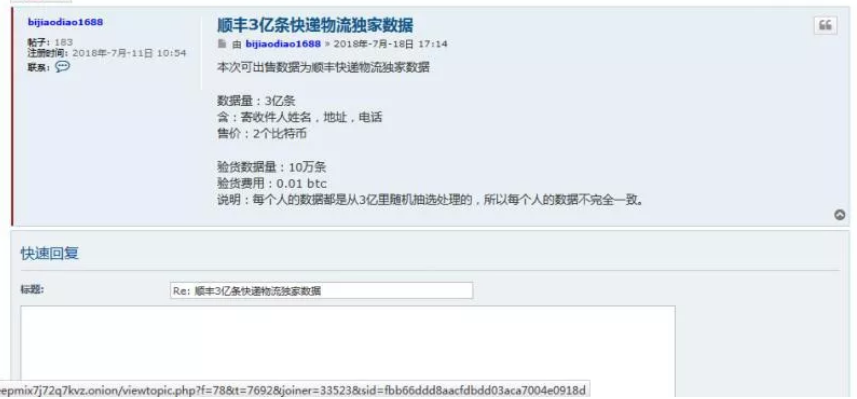 bijiaodiao1688
帖子: 183
注册时间: 2018年-7月-11日 10:54
联系:
顺丰3亿条快递物流独家数据
由 bijiaodiao1688 » 2018年-7月-18日 17:14
本次可出售数据为顺丰快递物流独家数据
数据量：3亿条
含：寄收件人姓名，地址，电话
售价：2个比特币
验货数据量：10万条
验货费用：0.01 btc
说明：每个人的数据都是从3亿里随机抽选处理的，所以每个人的数据不完全一致。
快速回复
标题:
Re: 顺丰3亿条快递物流独家数据
eepmix7j72q7kvz.onion/viewtopic.php?f=78&t=7692&joiner=33523&sid=fbb66ddd8aacfdbdd03aca7004e0918d